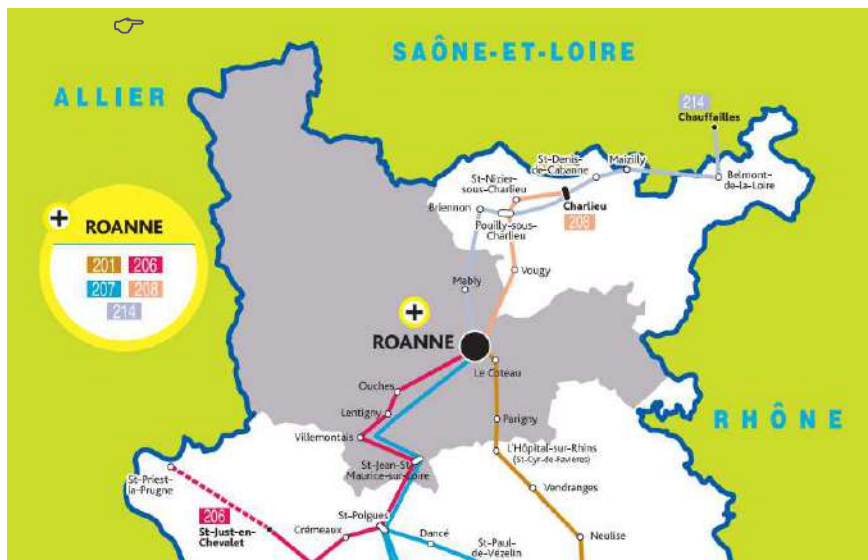 SAÔNE-ET-LOIRE
ALLIER
214
Chauffailles
St-Denis-
de-Cabanne
Maizilly
St-Nizier-
sous-Charlieu
Belmont-
de-la-Loire
Briennon
Charlieu
208
Pouilly-sous-
Charlieu
ROANNE
201 206
207 208
214
Vougy
Mably
ROANNE
Le Coteau
Ouches
Lentigny
Parigny
RHÔNE
Villemontais
L'Hôpital-sur-Rhins
(St-Cyr-de-Favières)
St-Jean-St-
Maurice-sur-Loire
St-Priest-
la-Prugne
Vendranges
206
St-Just-en-
Chevalet
St-Polgues
Crémeaux
Dancé
St-Paul-
de-Vézelin
Neulise